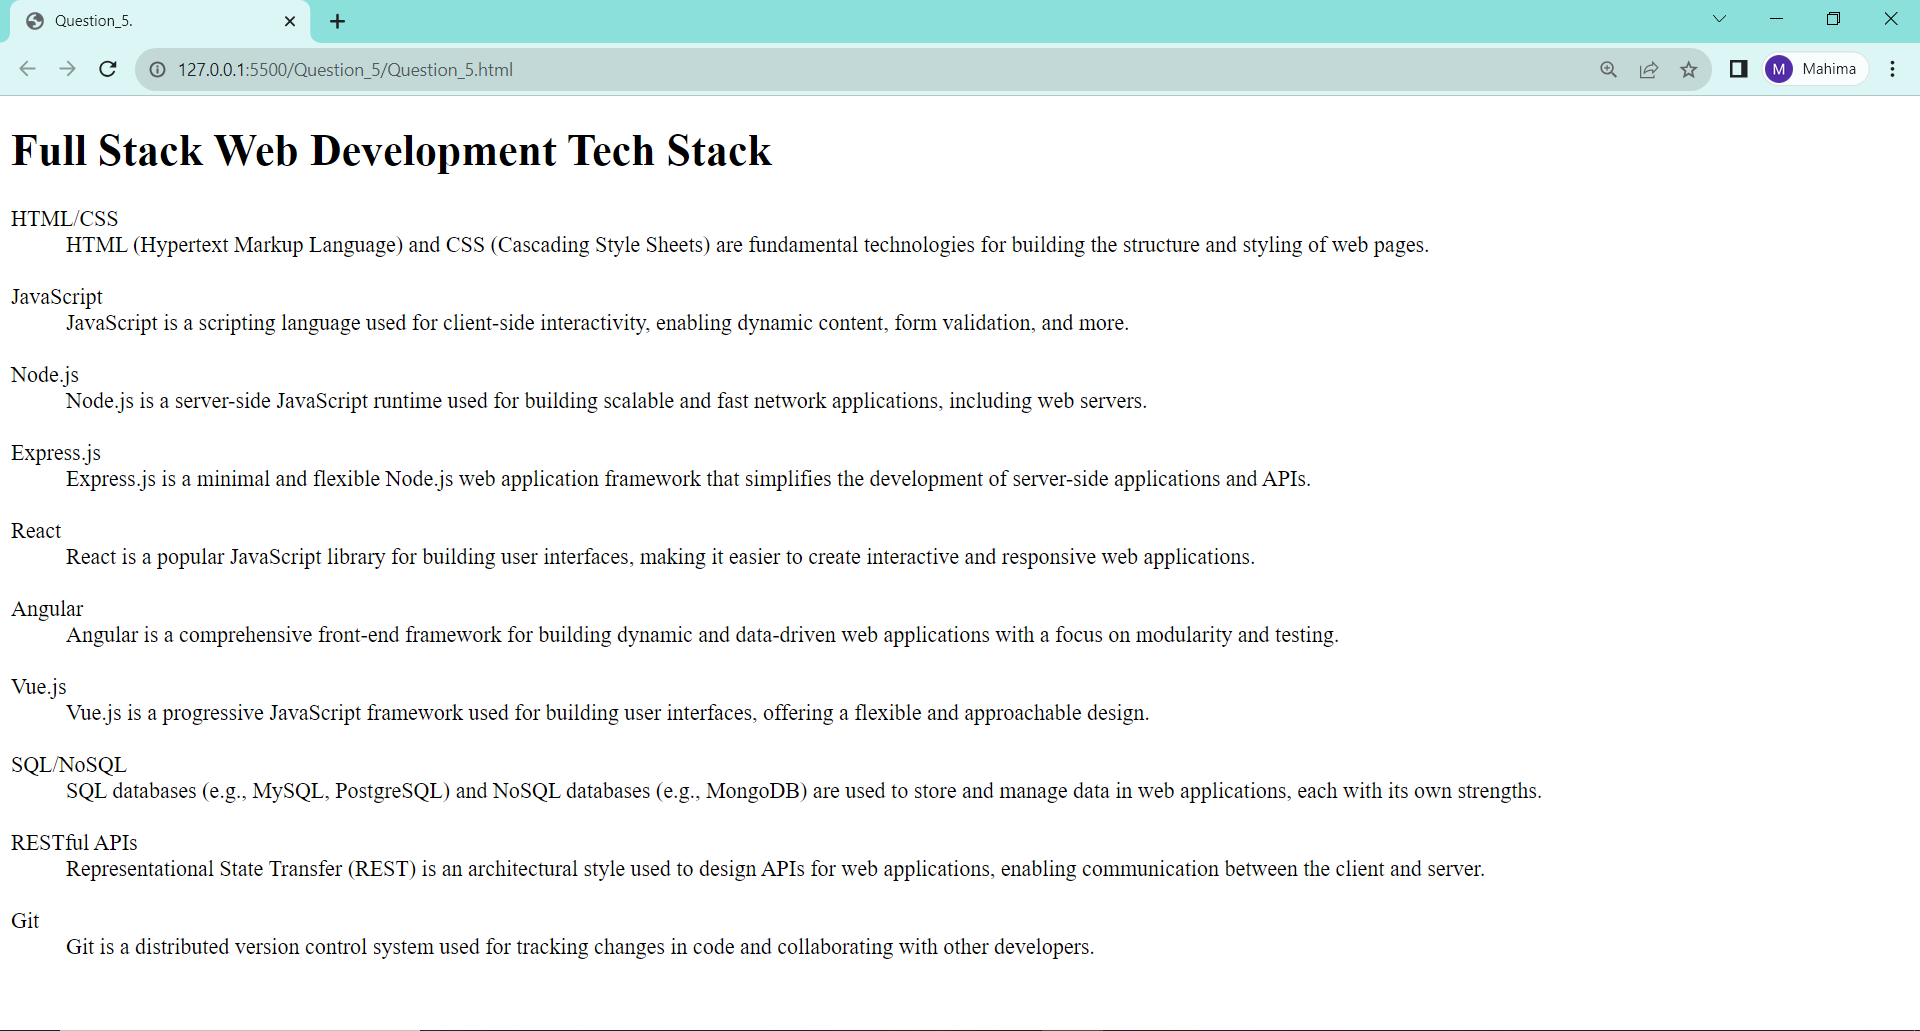 Question_5.
127.0.0.1:5500/Question_5/Question_5.html
M Mahima
Full Stack Web Development Tech Stack
HTML/CSS
HTML (Hypertext Markup Language) and CSS (Cascading Style Sheets) are fundamental technologies for building the structure and styling of web pages.
JavaScript
JavaScript is a scripting language used for client-side interactivity, enabling dynamic content, form validation, and more.
Node.js
Node.js is a server-side JavaScript runtime used for building scalable and fast network applications, including web servers.
Express.js
Express.js is a minimal and flexible Node.js web application framework that simplifies the development of server-side applications and APIs.
React
React is a popular JavaScript library for building user interfaces, making it easier to create interactive and responsive web applications.
Angular
Angular is a comprehensive front-end framework for building dynamic and data-driven web applications with a focus on modularity and testing.
Vue.js
Vue.js is a progressive JavaScript framework used for building user interfaces, offering a flexible and approachable design.
SQL/NoSQL
SQL databases (e.g., MySQL, PostgreSQL) and NoSQL databases (e.g., MongoDB) are used to store and manage data in web applications, each with its own strengths.
RESTful APIs
Representational State Transfer (REST) is an architectural style used to design APIs for web applications, enabling communication between the client and server.
Git
Git is a distributed version control system used for tracking changes in code and collaborating with other developers.